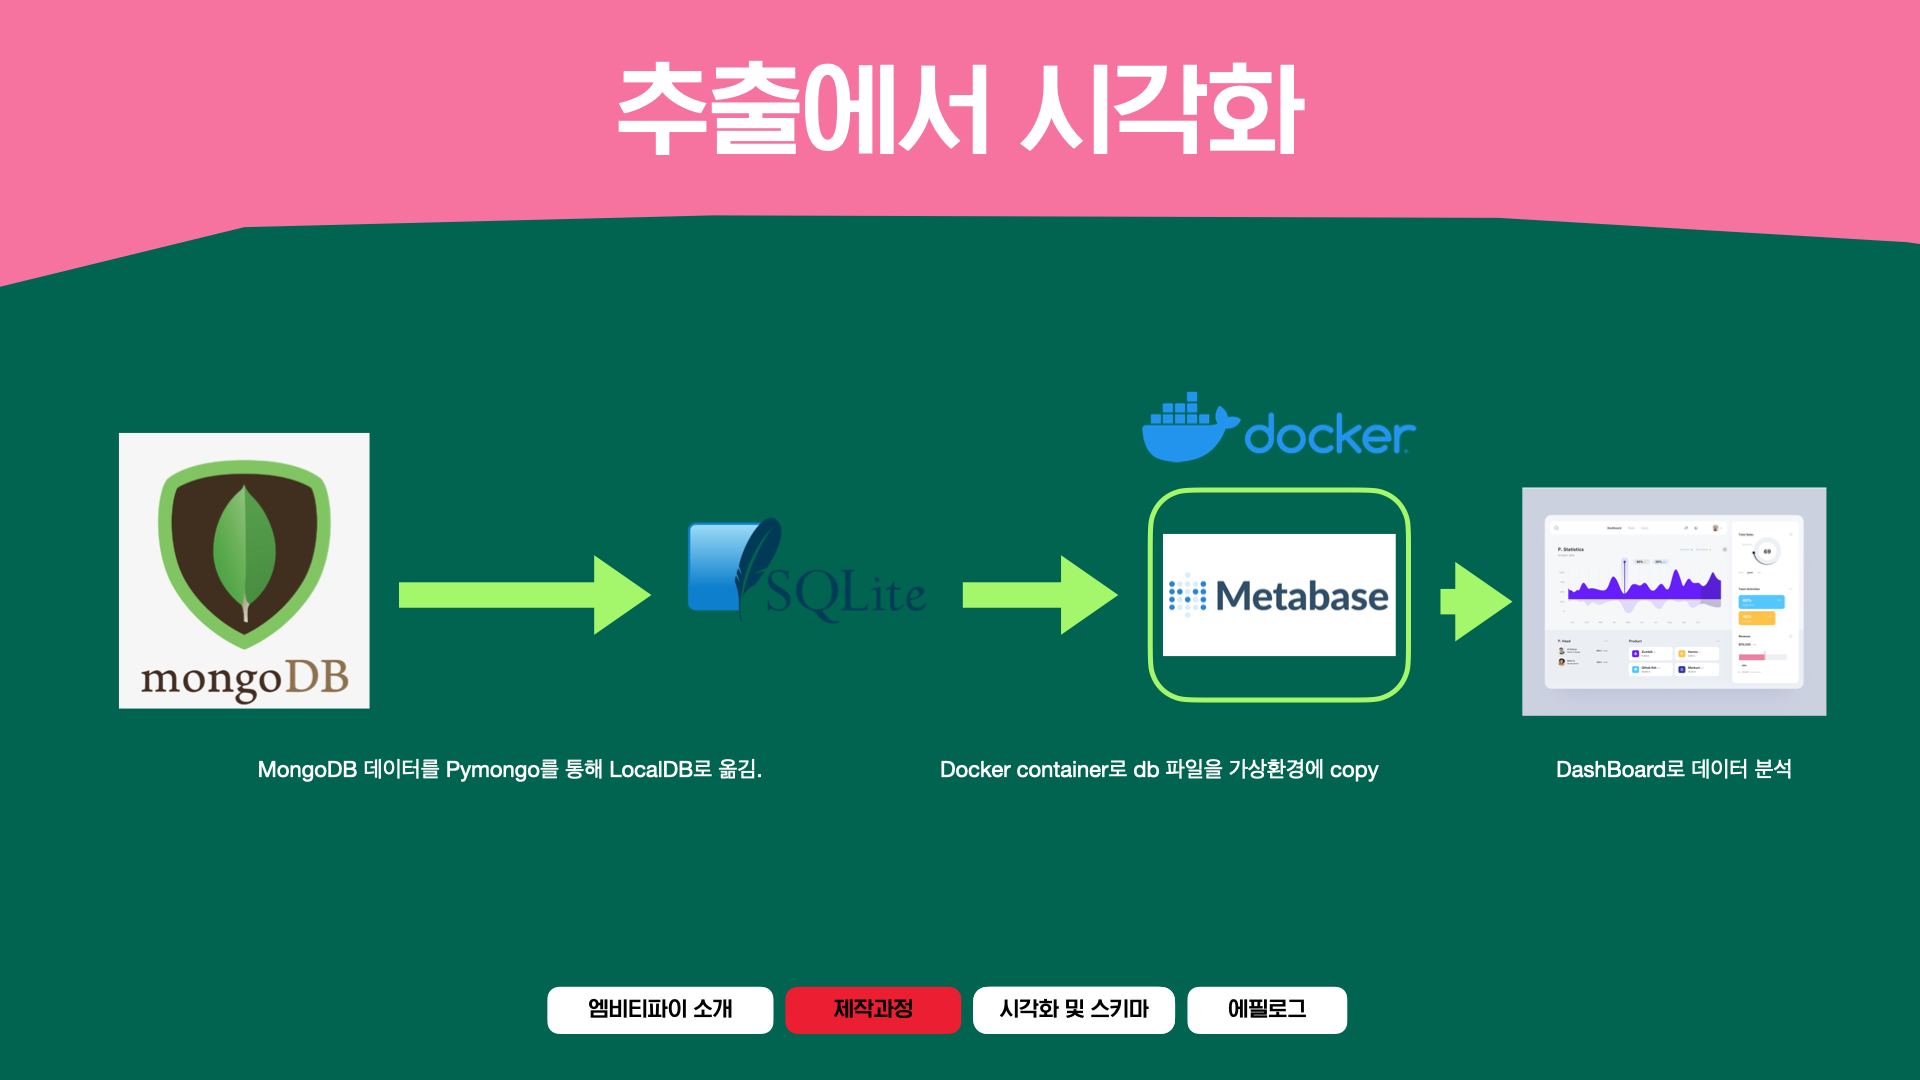 추출에서 시각화
docker
mongoDB
SQLite
Metabase
Dashboard
P. Statistics
69
Product
MongoDB 데이터를 Pymongo를 통해 LocalDB로 옮김.
Docker container로 db 파일을 가상환경에 copy
DashBoard로 데이터 분석
엠비티파이 소개
제작과정
시각화 및 스키마
에필로그